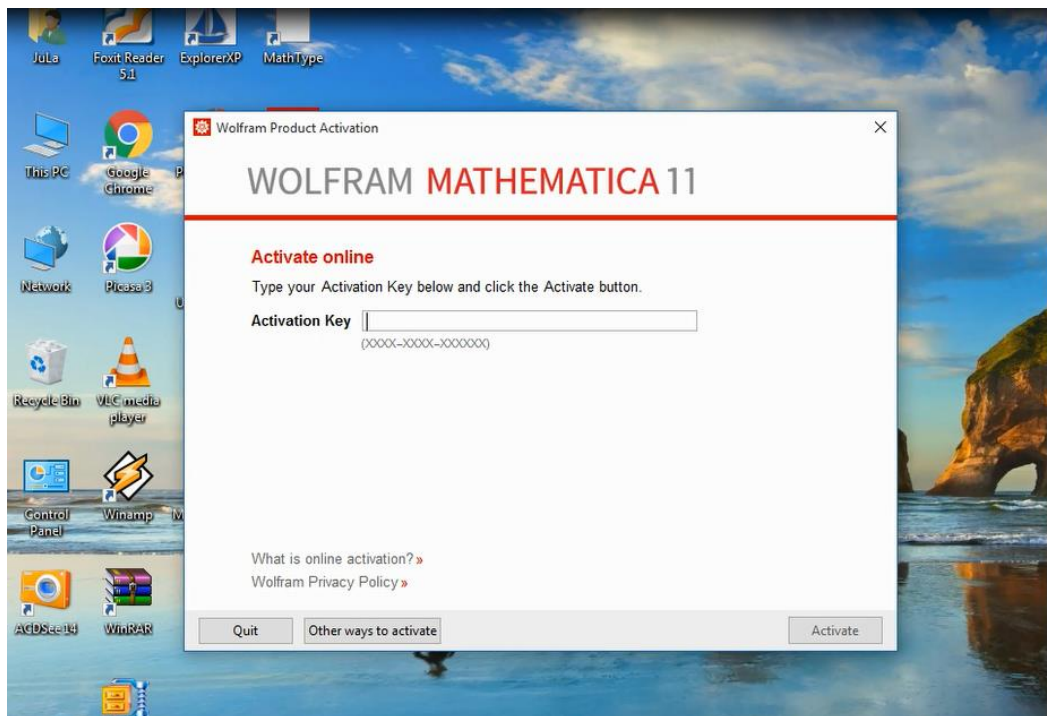 JuLa
Foxit Reader
5.1
ExplorerXP
MathType
This PC
Google
Chrome
Network
Picasa 3
Recycle Bin
VLC media
player
Control
Panel
Winamp
ACDSee 14
WinRAR
Wolfram Product Activation
WOLFRAM MATHEMATICA 11
Activate online
Type your Activation Key below and click the Activate button.
Activation Key
(XXXX-XXXX-XXXXXX)
What is online activation? »
Wolfram Privacy Policy »
Quit
Other ways to activate
Activate